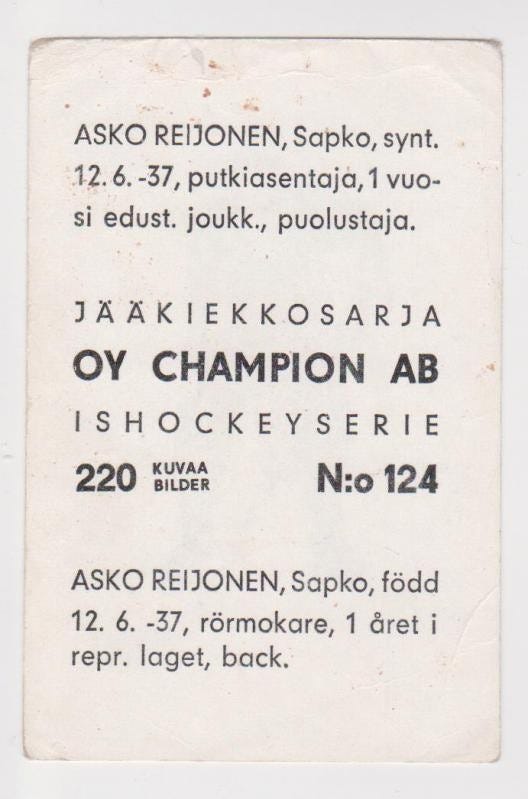 ASKO REIJONEN, Sapko, synt.
12. 6. -37, putkiasentaja, 1 vuo-
si edust. joukk., puolustaja.
JÄÄKIEKKOSARJA
OY CHAMPION AB
ISHOCKEYSERIE
220 KUVAA BILDER N:o 124
ASKO REIJONEN, Sapko, född
12. 6. -37, rörmokare, 1 året i
repr. laget, back.